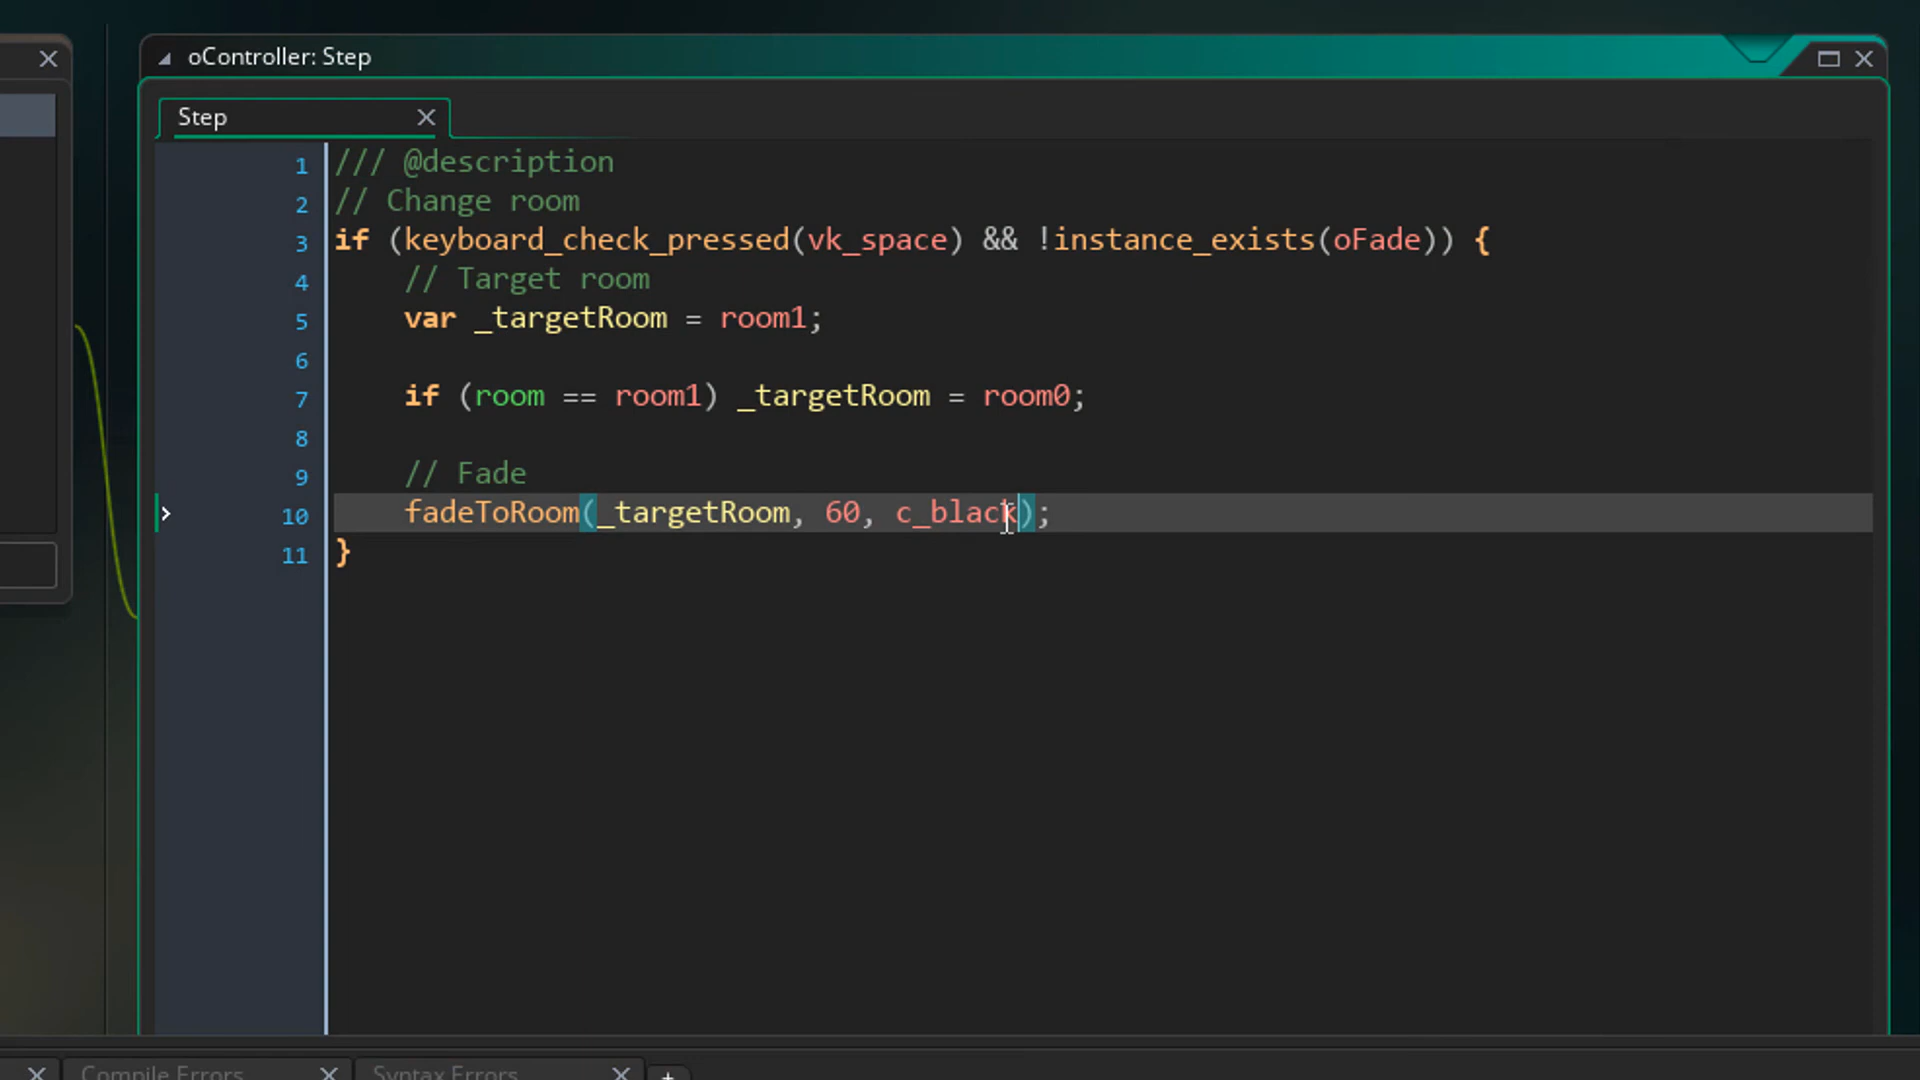 oController: Step
Step
1 /// @description
2 // Change room
3 if (keyboard_check_pressed(vk_space) && !instance_exists(oFade)) {
4 // Target room
5 var _targetRoom = room1;
6
7 if (room == room1) _targetRoom = room0;
8
9 // Fade
10 fadeToRoom(_targetRoom, 60, c_black);
11 }
Compile Errors
Syntax Errors
+